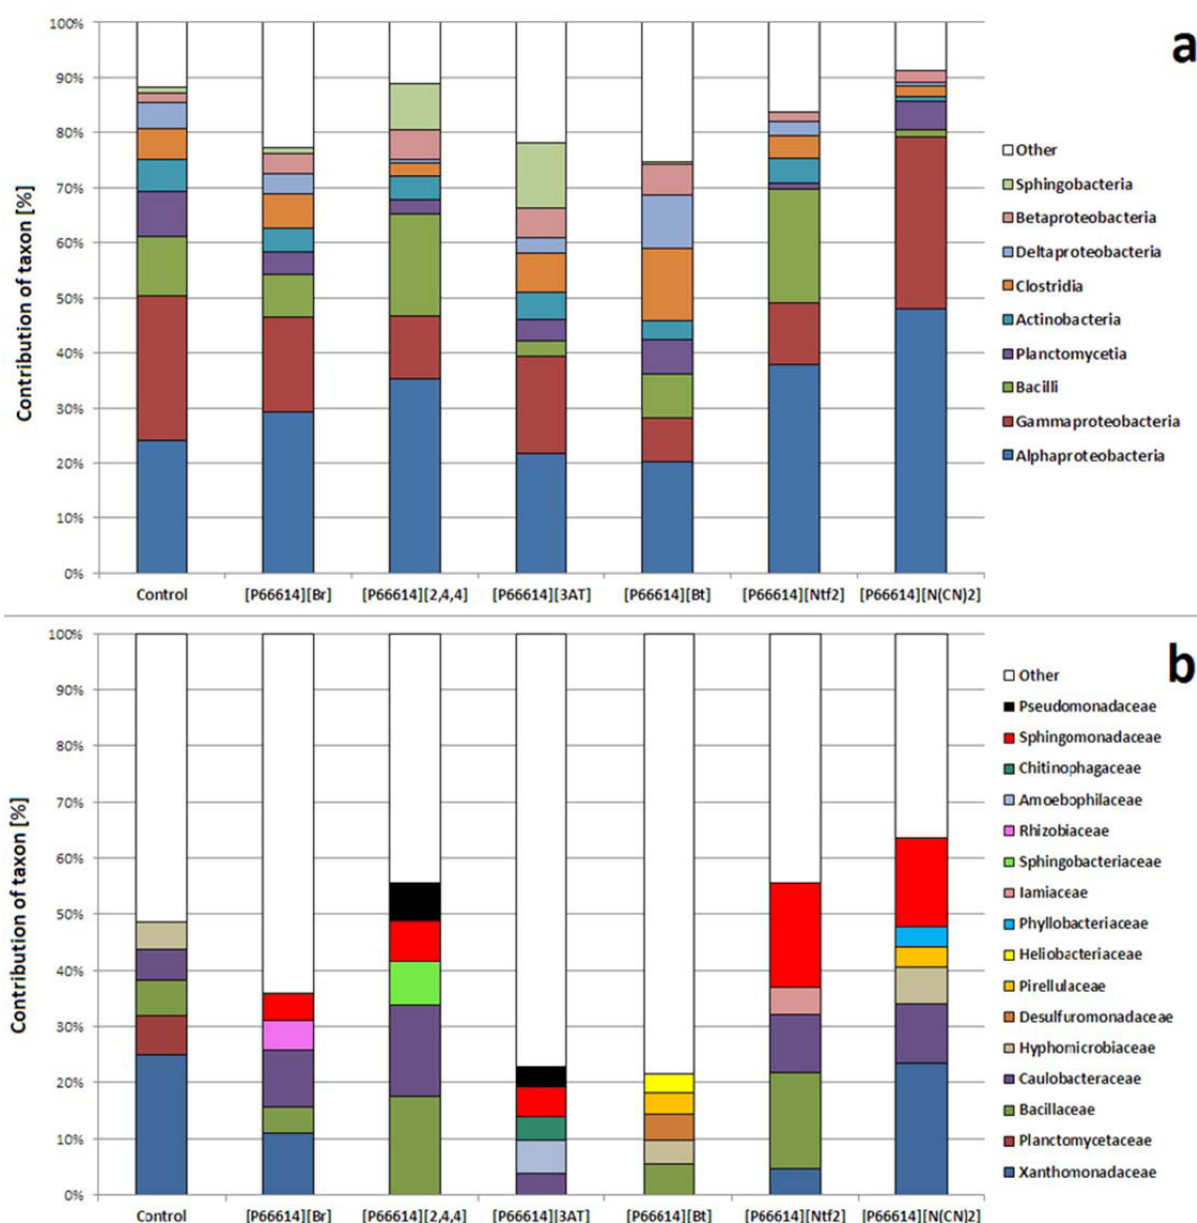 a
Contribution of taxon [%]
100%
90%
80%
70%
60%
50%
40%
30%
20%
10%
0%
Control
[P66614][Br]
[P66614][2,4,4]
[P66614][3AT]
[P66614][Bt]
[P66614][Ntf2]
[P66614][N(CN)2]
Other
Sphingobacteria
Betaproteobacteria
Deltaproteobacteria
Clostridia
Actinobacteria
Planctomycetia
Bacilli
Gammaproteobacteria
Alphaproteobacteria
b
Contribution of taxon [%]
100%
90%
80%
70%
60%
50%
40%
30%
20%
10%
0%
Control
[P66614][Br]
[P66614][2,4,4]
[P66614][3AT]
[P66614][Bt]
[P66614][Ntf2]
[P66614][N(CN)2]
Other
Pseudomonadaceae
Sphingomonadaceae
Chitinophagaceae
Amoebophilaceae
Rhizobiaceae
Sphingobacteriaceae
Iamiaceae
Phyllobacteriaceae
Heliobacteriaceae
Pirellulaceae
Desulfuromonadaceae
Hyphomicrobiaceae
Caulobacteraceae
Bacillaceae
Planctomycetaceae
Xanthomonadaceae